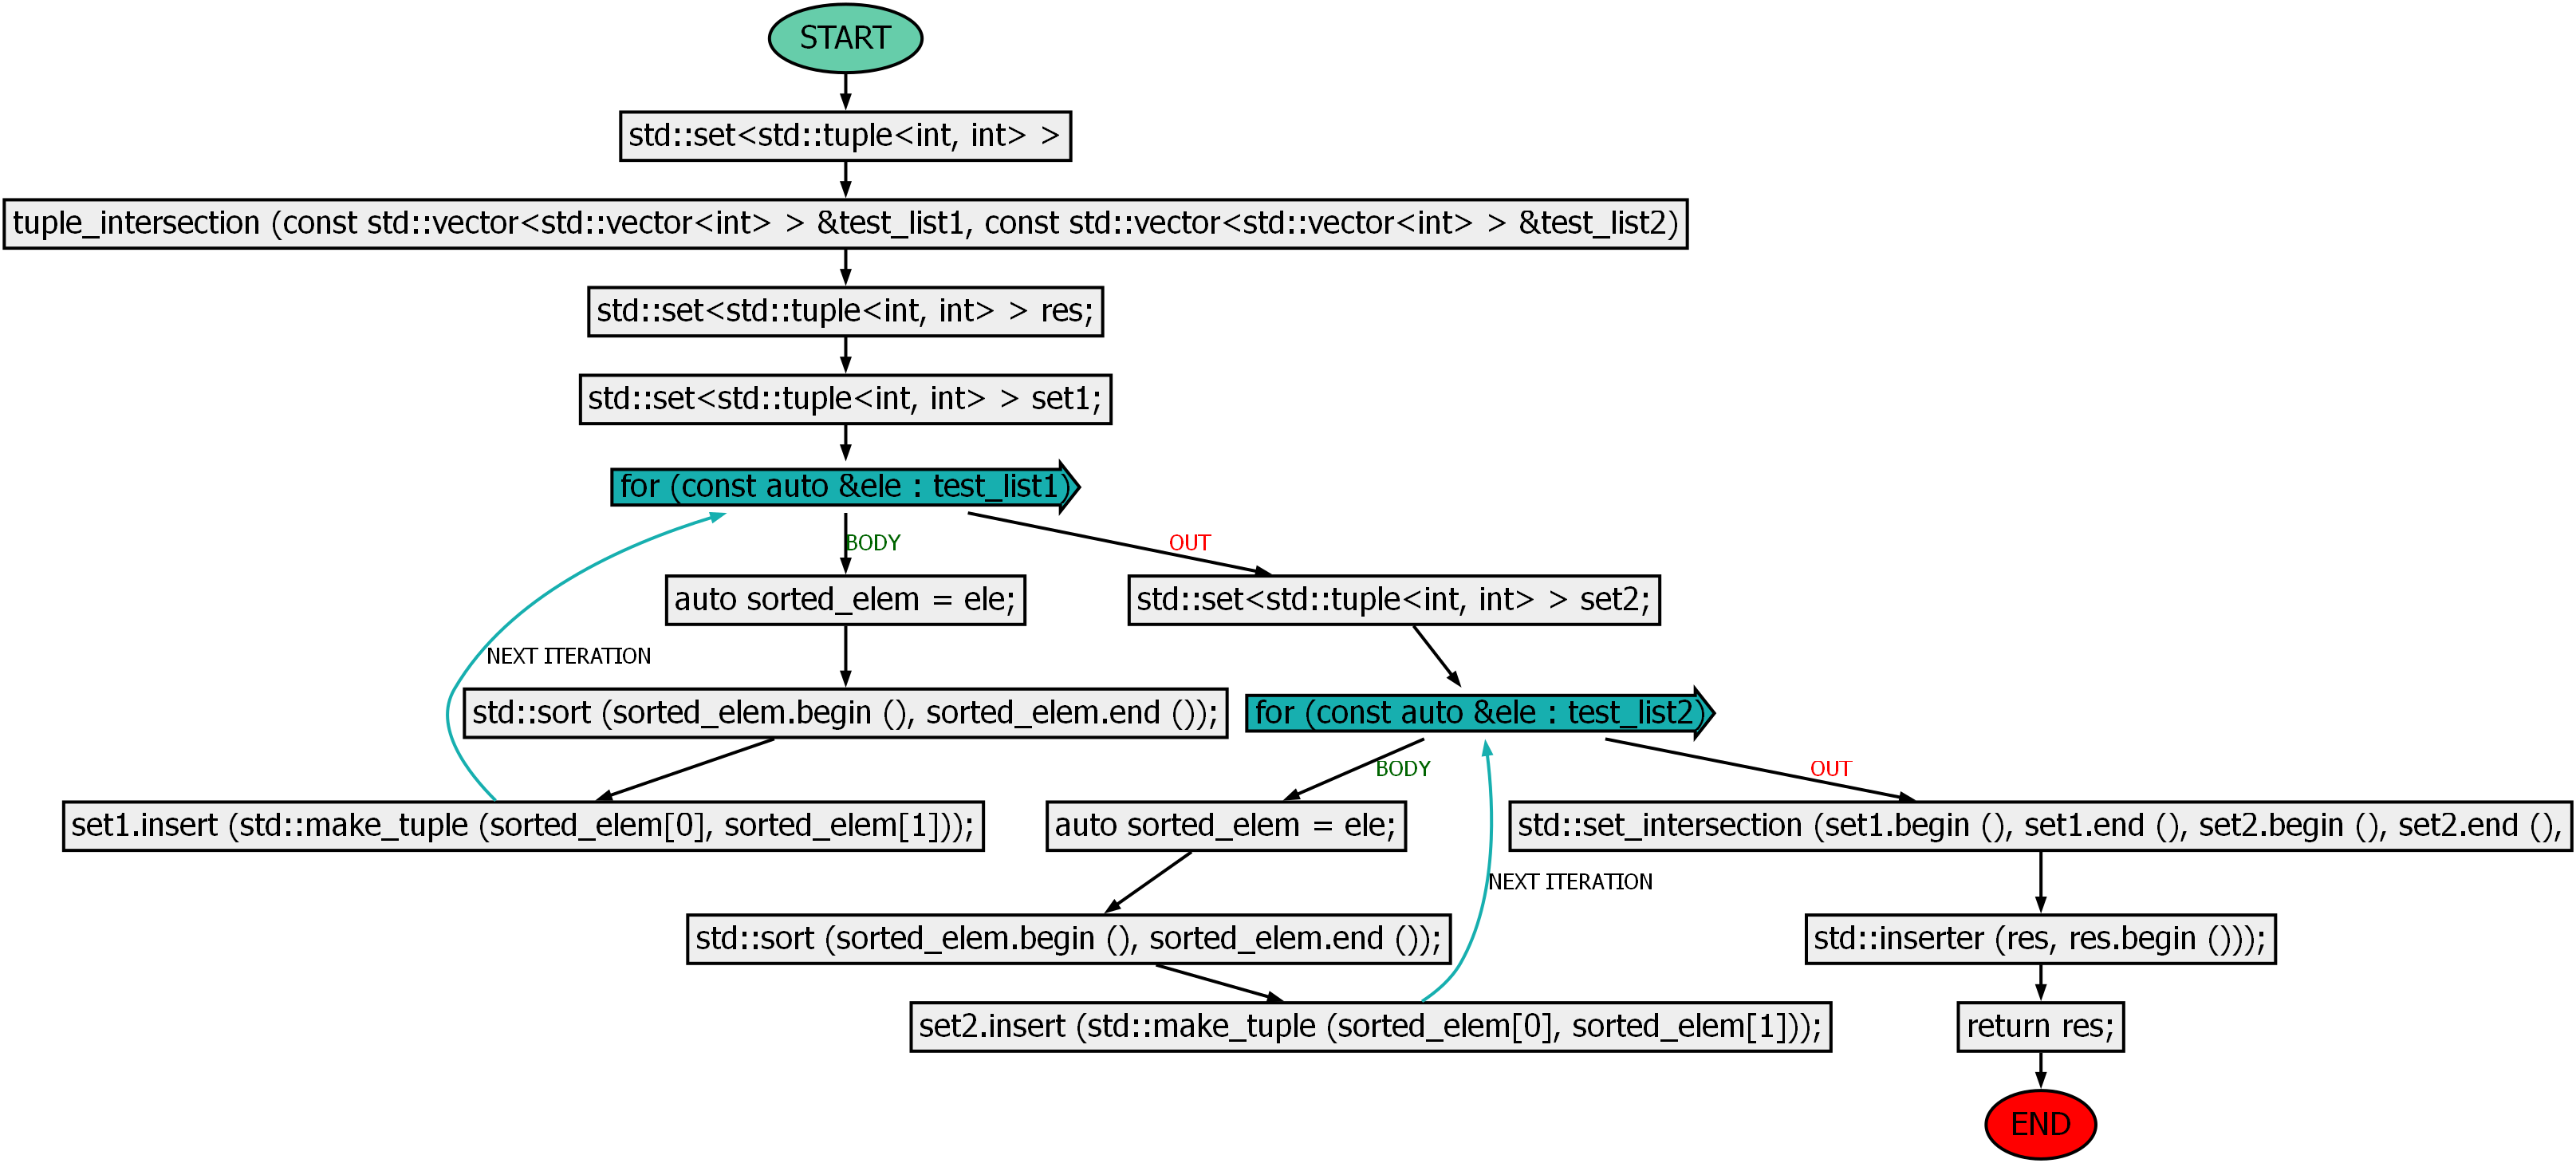 START
std::set<std::tuple<int, int> >
tuple_intersection (const std::vector<std::vector<int> > &test_list1, const std::vector<std::vector<int> > &test_list2)
std::set<std::tuple<int, int> > res;
std::set<std::tuple<int, int> > set1;
for (const auto &ele : test_list1)
BODY
OUT
auto sorted_elem = ele;
std::set<std::tuple<int, int> > set2;
NEXT ITERATION
std::sort (sorted_elem.begin (), sorted_elem.end ());
for (const auto &ele : test_list2)
BODY
OUT
set1.insert (std::make_tuple (sorted_elem[0], sorted_elem[1]));
auto sorted_elem = ele;
std::set_intersection (set1.begin (), set1.end (), set2.begin (), set2.end (),
NEXT ITERATION
std::sort (sorted_elem.begin (), sorted_elem.end ());
std::inserter (res, res.begin ()));
set2.insert (std::make_tuple (sorted_elem[0], sorted_elem[1]));
return res;
END